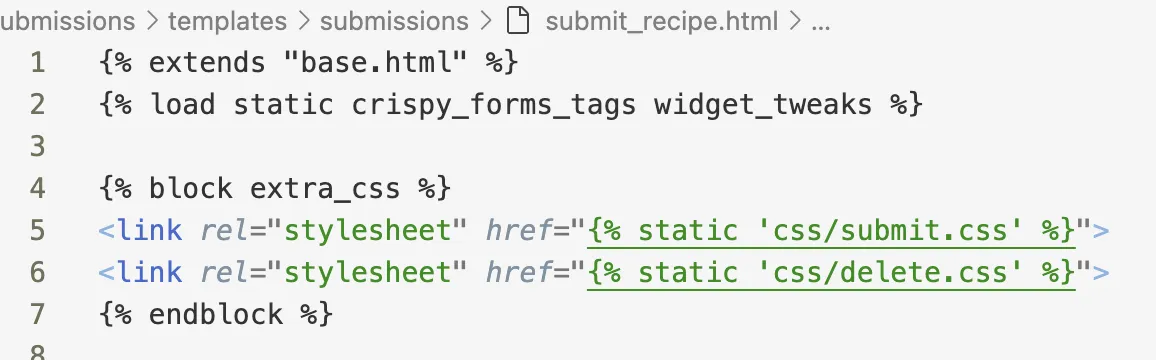 ubmissions > templates > submissions > submit_recipe.html > ...
1 {% extends "base.html" %}
2 {% load static crispy_forms_tags widget_tweaks %}
3
4 {% block extra_css %}
5 <link rel="stylesheet" href="{% static 'css/submit.css' %}">
6 <link rel="stylesheet" href="{% static 'css/delete.css' %}">
7 {% endblock %}
8